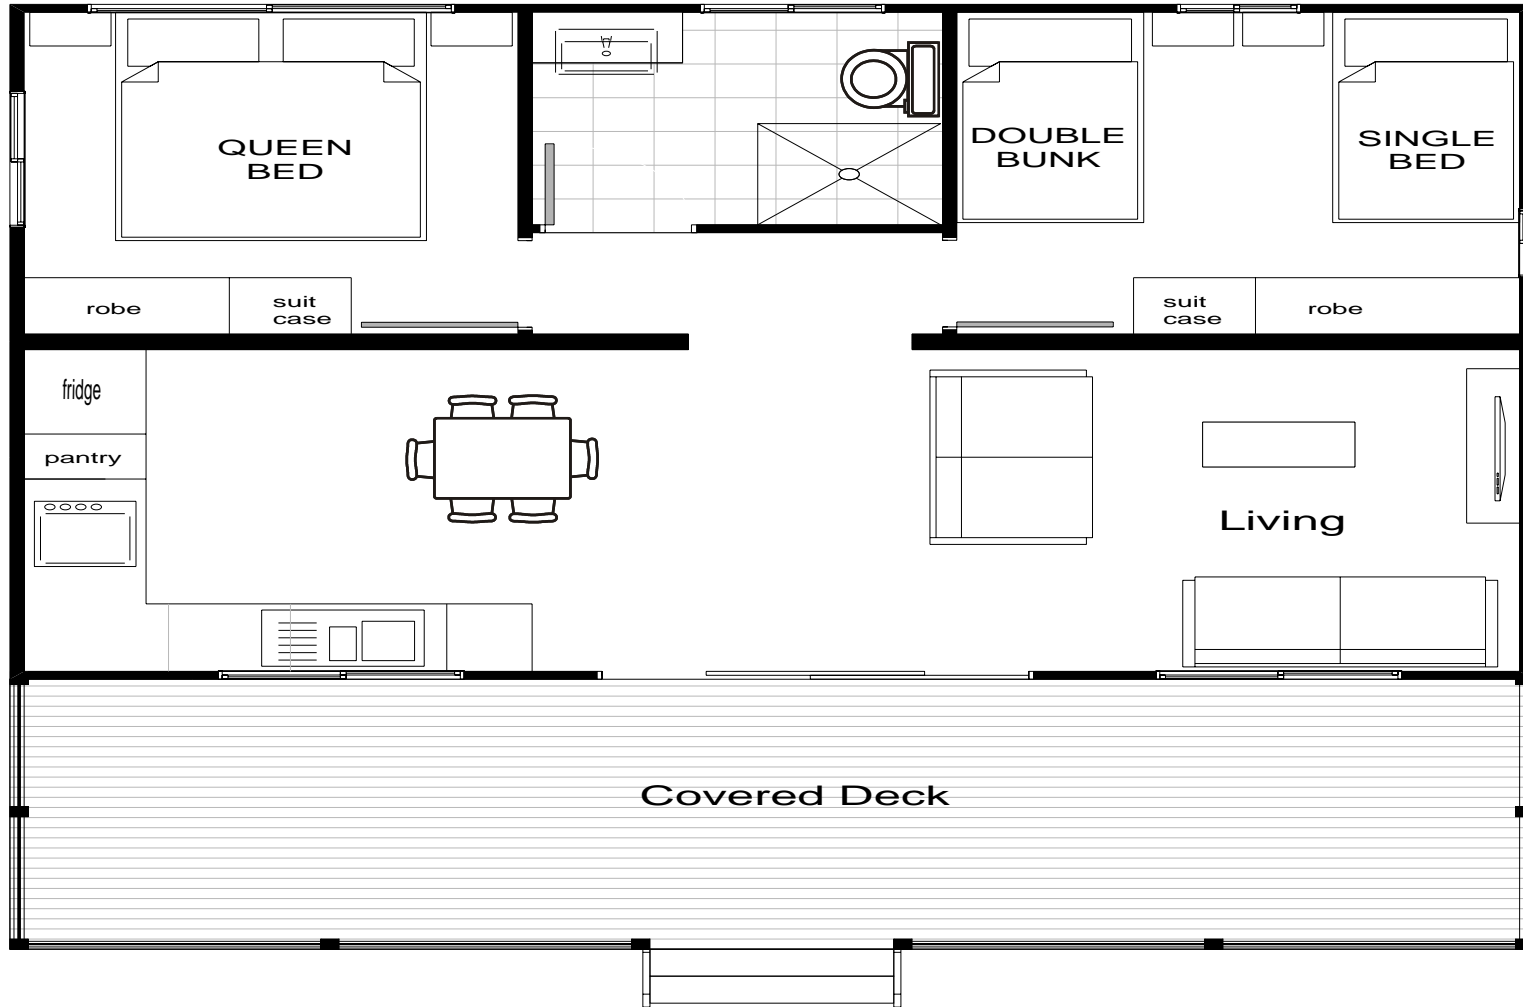 QUEEN
BED
DOUBLE
BUNK
SINGLE
BED
robe
suit
case
suit
case
robe
fridge
pantry
Living
Covered Deck